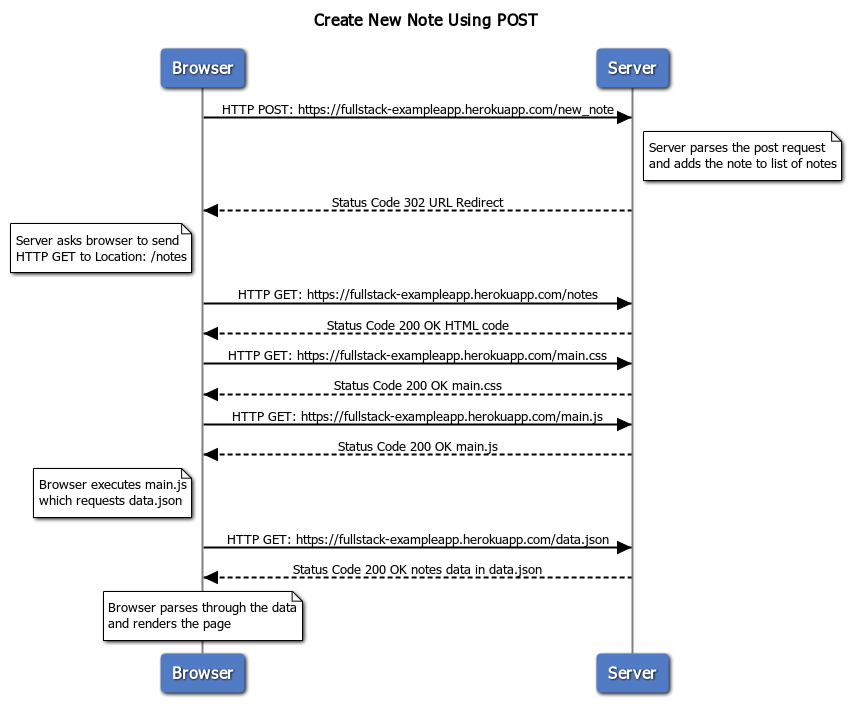 Create New Note Using POST
Browser
Server
HTTP POST: https://fullstack-exampleapp.herokuapp.com/new_note
Server parses the post request
and adds the note to list of notes
Status Code 302 URL Redirect
Server asks browser to send
HTTP GET to Location: /notes
HTTP GET: https://fullstack-exampleapp.herokuapp.com/notes
Status Code 200 OK HTML code
HTTP GET: https://fullstack-exampleapp.herokuapp.com/main.css
Status Code 200 OK main.css
HTTP GET: https://fullstack-exampleapp.herokuapp.com/main.js
Status Code 200 OK main.js
Browser executes main.js
which requests data.json
HTTP GET: https://fullstack-exampleapp.herokuapp.com/data.json
Status Code 200 OK notes data in data.json
Browser parses through the data
and renders the page
Browser
Server